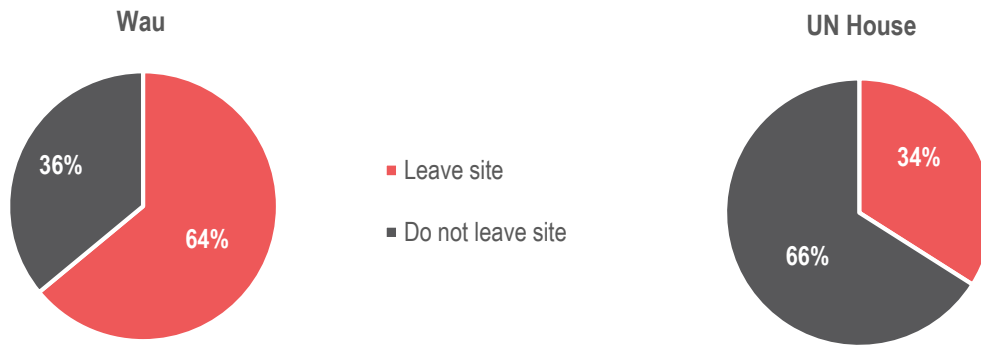 Wau
36%
64%
Leave site
Do not leave site
UN House
34%
66%